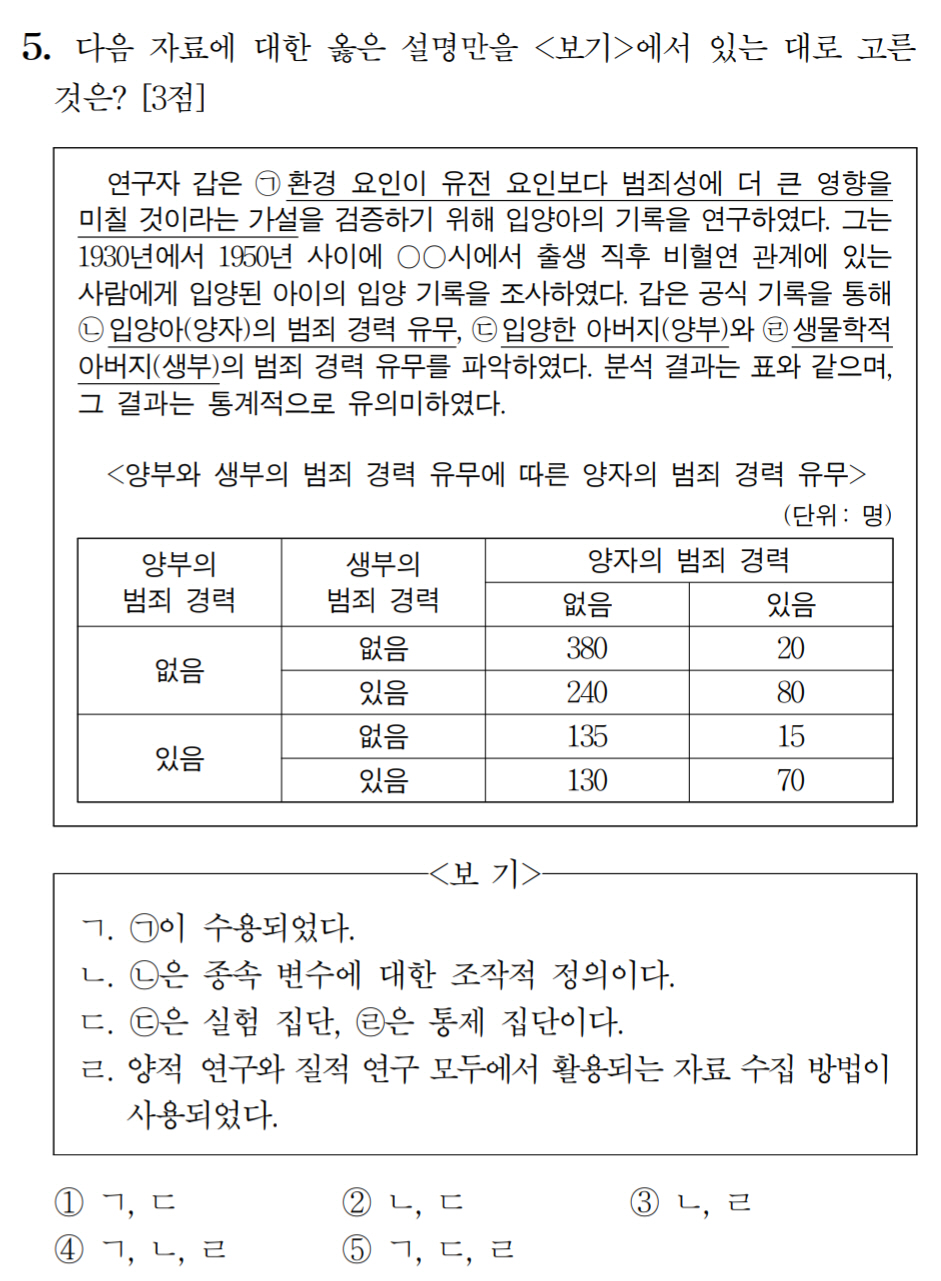 5. 다음 자료에 대한 옳은 설명만을 <보기>에서 있는 대로 고른
것은? [3점]
연구자 갑은 ㉠환경 요인이 유전 요인보다 범죄성에 더 큰 영향을
미칠 것이라는 가설을 검증하기 위해 입양아의 기록을 연구하였다. 그는
1930년에서 1950년 사이에 ○○시에서 출생 직후 비혈연 관계에 있는
사람에게 입양된 아이의 입양 기록을 조사하였다. 갑은 공식 기록을 통해
㉡입양아(양자)의 범죄 경력 유무, ㉢입양한 아버지(양부)와 ㉣생물학적
아버지(생부)의 범죄 경력 유무를 파악하였다. 분석 결과는 표와 같으며,
그 결과는 통계적으로 유의미하였다.
<양부와 생부의 범죄 경력 유무에 따른 양자의 범죄 경력 유무>
(단위: 명)
양부의 범죄 경력 생부의 범죄 경력 양자의 범죄 경력
없음 있음
없음 없음 380 20
있음 240 80
있음 없음 135 15
있음 130 70
<보 기>
ㄱ. ㉠이 수용되었다.
ㄴ. ㉡은 종속 변수에 대한 조작적 정의이다.
ㄷ. ㉢은 실험 집단, ㉣은 통제 집단이다.
ㄹ. 양적 연구와 질적 연구 모두에서 활용되는 자료 수집 방법이
사용되었다.
① ㄱ, ㄷ ② ㄴ, ㄷ ③ ㄴ, ㄹ
④ ㄱ, ㄴ, ㄹ ⑤ ㄱ, ㄷ, ㄹ